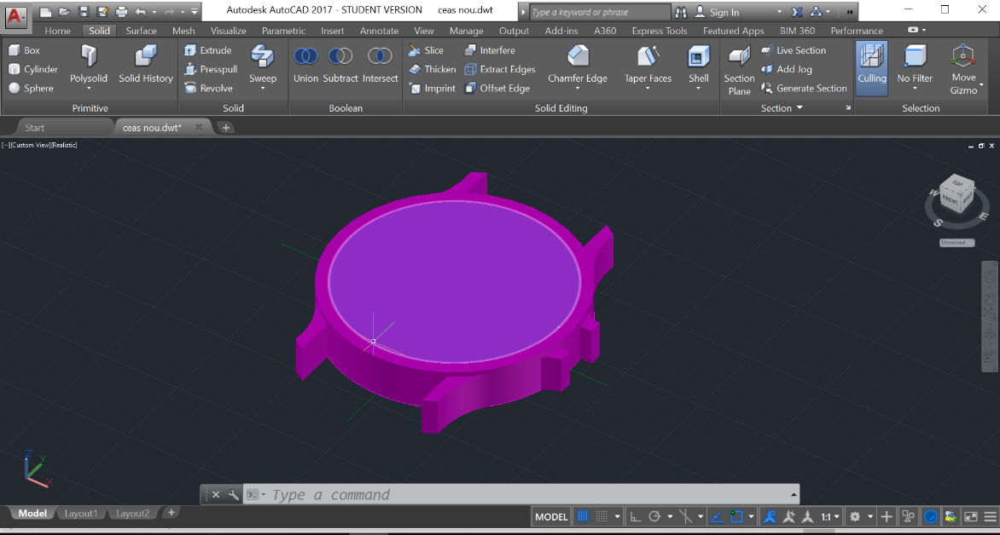 A Autodesk AutoCAD 2017 - STUDENT VERSION ceas nou.dwt Type a keyword or phrase Sign In
Home Solid Surface Mesh Visualize Parametric Insert Annotate View Manage Output Add-ins A360 Express Tools Featured Apps BIM 360 Performance
Box
Cylinder
Sphere
Polysolid
Solid History
Extrude
Presspull
Revolve
Sweep
Union Subtract Intersect
Slice Interfere
Thicken Extract Edges
Imprint Offset Edge
Chamfer Edge
Taper Faces
Shell
Section
Plane
Live Section
Add Jog
Generate Section
Culling
No Filter
Move
Gizmo
Primitive Solid Boolean Solid Editing Section Selection
Start ceas nou.dwt*
[−][Custom View][Realistic]
TOP
FRONT
W
S
E
Unnamed
Z
Y
X
Type a command
Model Layout1 Layout2
MODEL 1:1